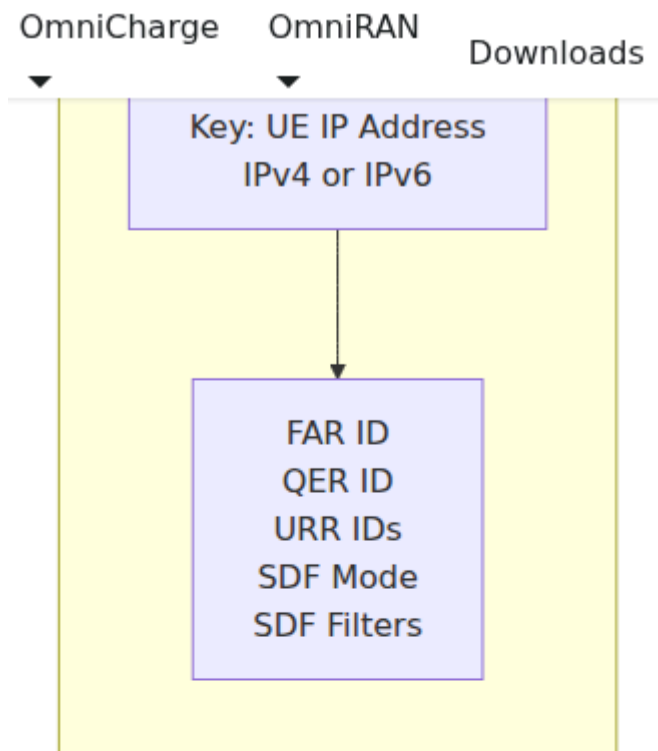 OmniCharge
OmniRAN
Downloads
Key: UE IP Address
IPv4 or IPv6
FAR ID
QER ID
URR IDs
SDF Mode
SDF Filters